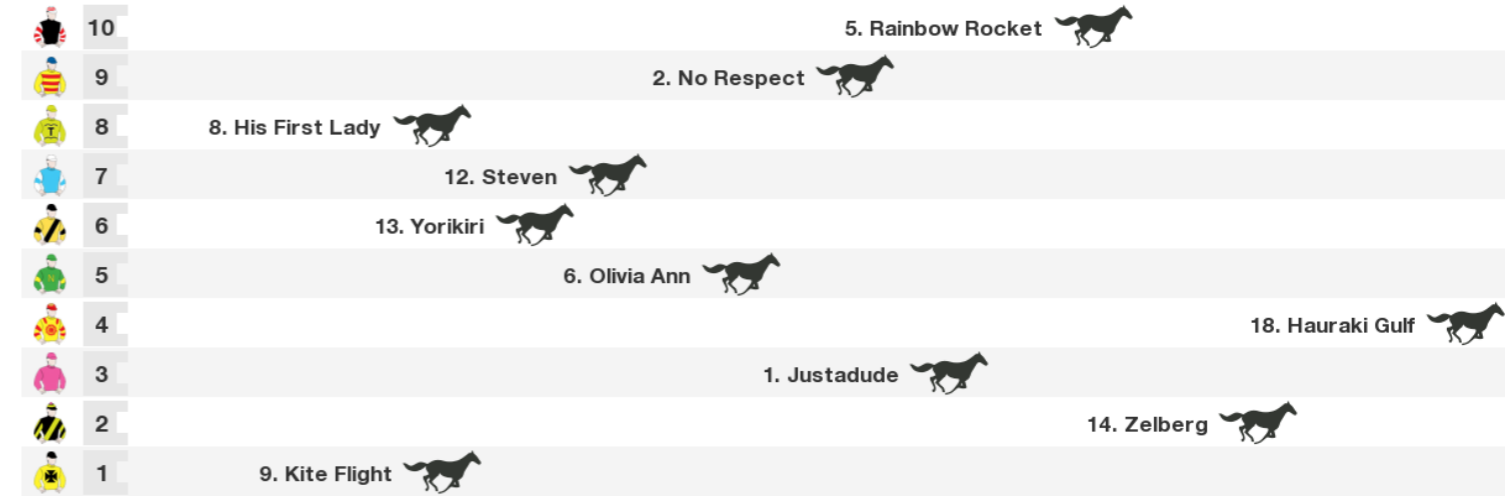 10 5. Rainbow Rocket
9 2. No Respect
8 8. His First Lady
7 12. Steven
6 13. Yorikiri
5 6. Olivia Ann
4 18. Hauraki Gulf
3 1. Justadude
2 14. Zelberg
1 9. Kite Flight